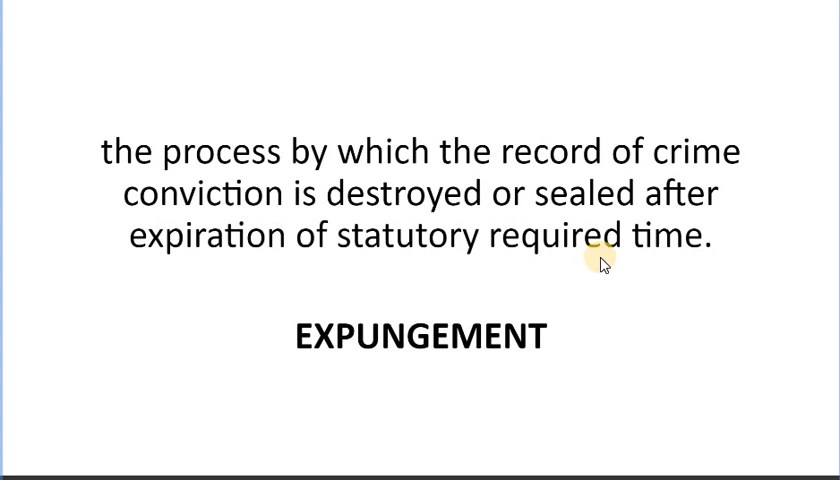 the process by which the record of crime
conviction is destroyed or sealed after
expiration of statutory required time.
EXPUNGEMENT